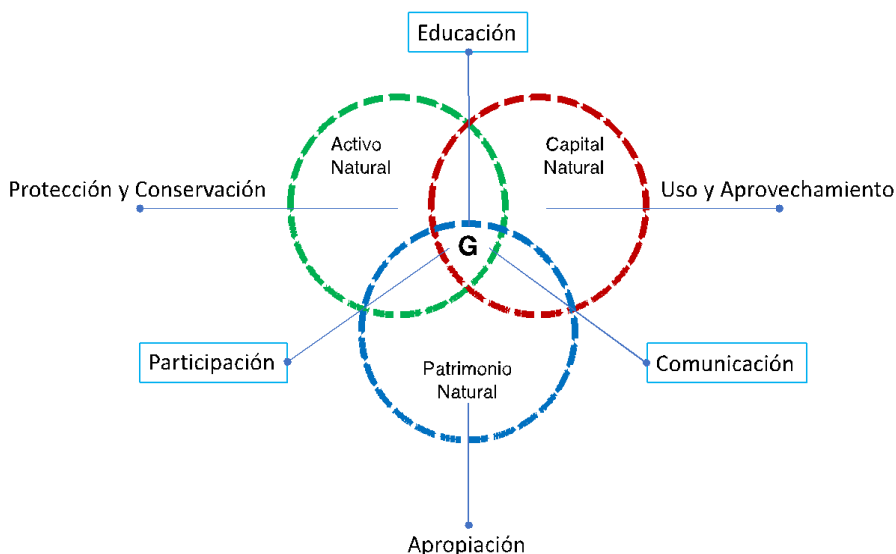 Educación
Activo
Natural
Capital
Natural
Protección y Conservación
Uso y Aprovechamiento
G
Participación
Comunicación
Patrimonio
Natural
Apropiación